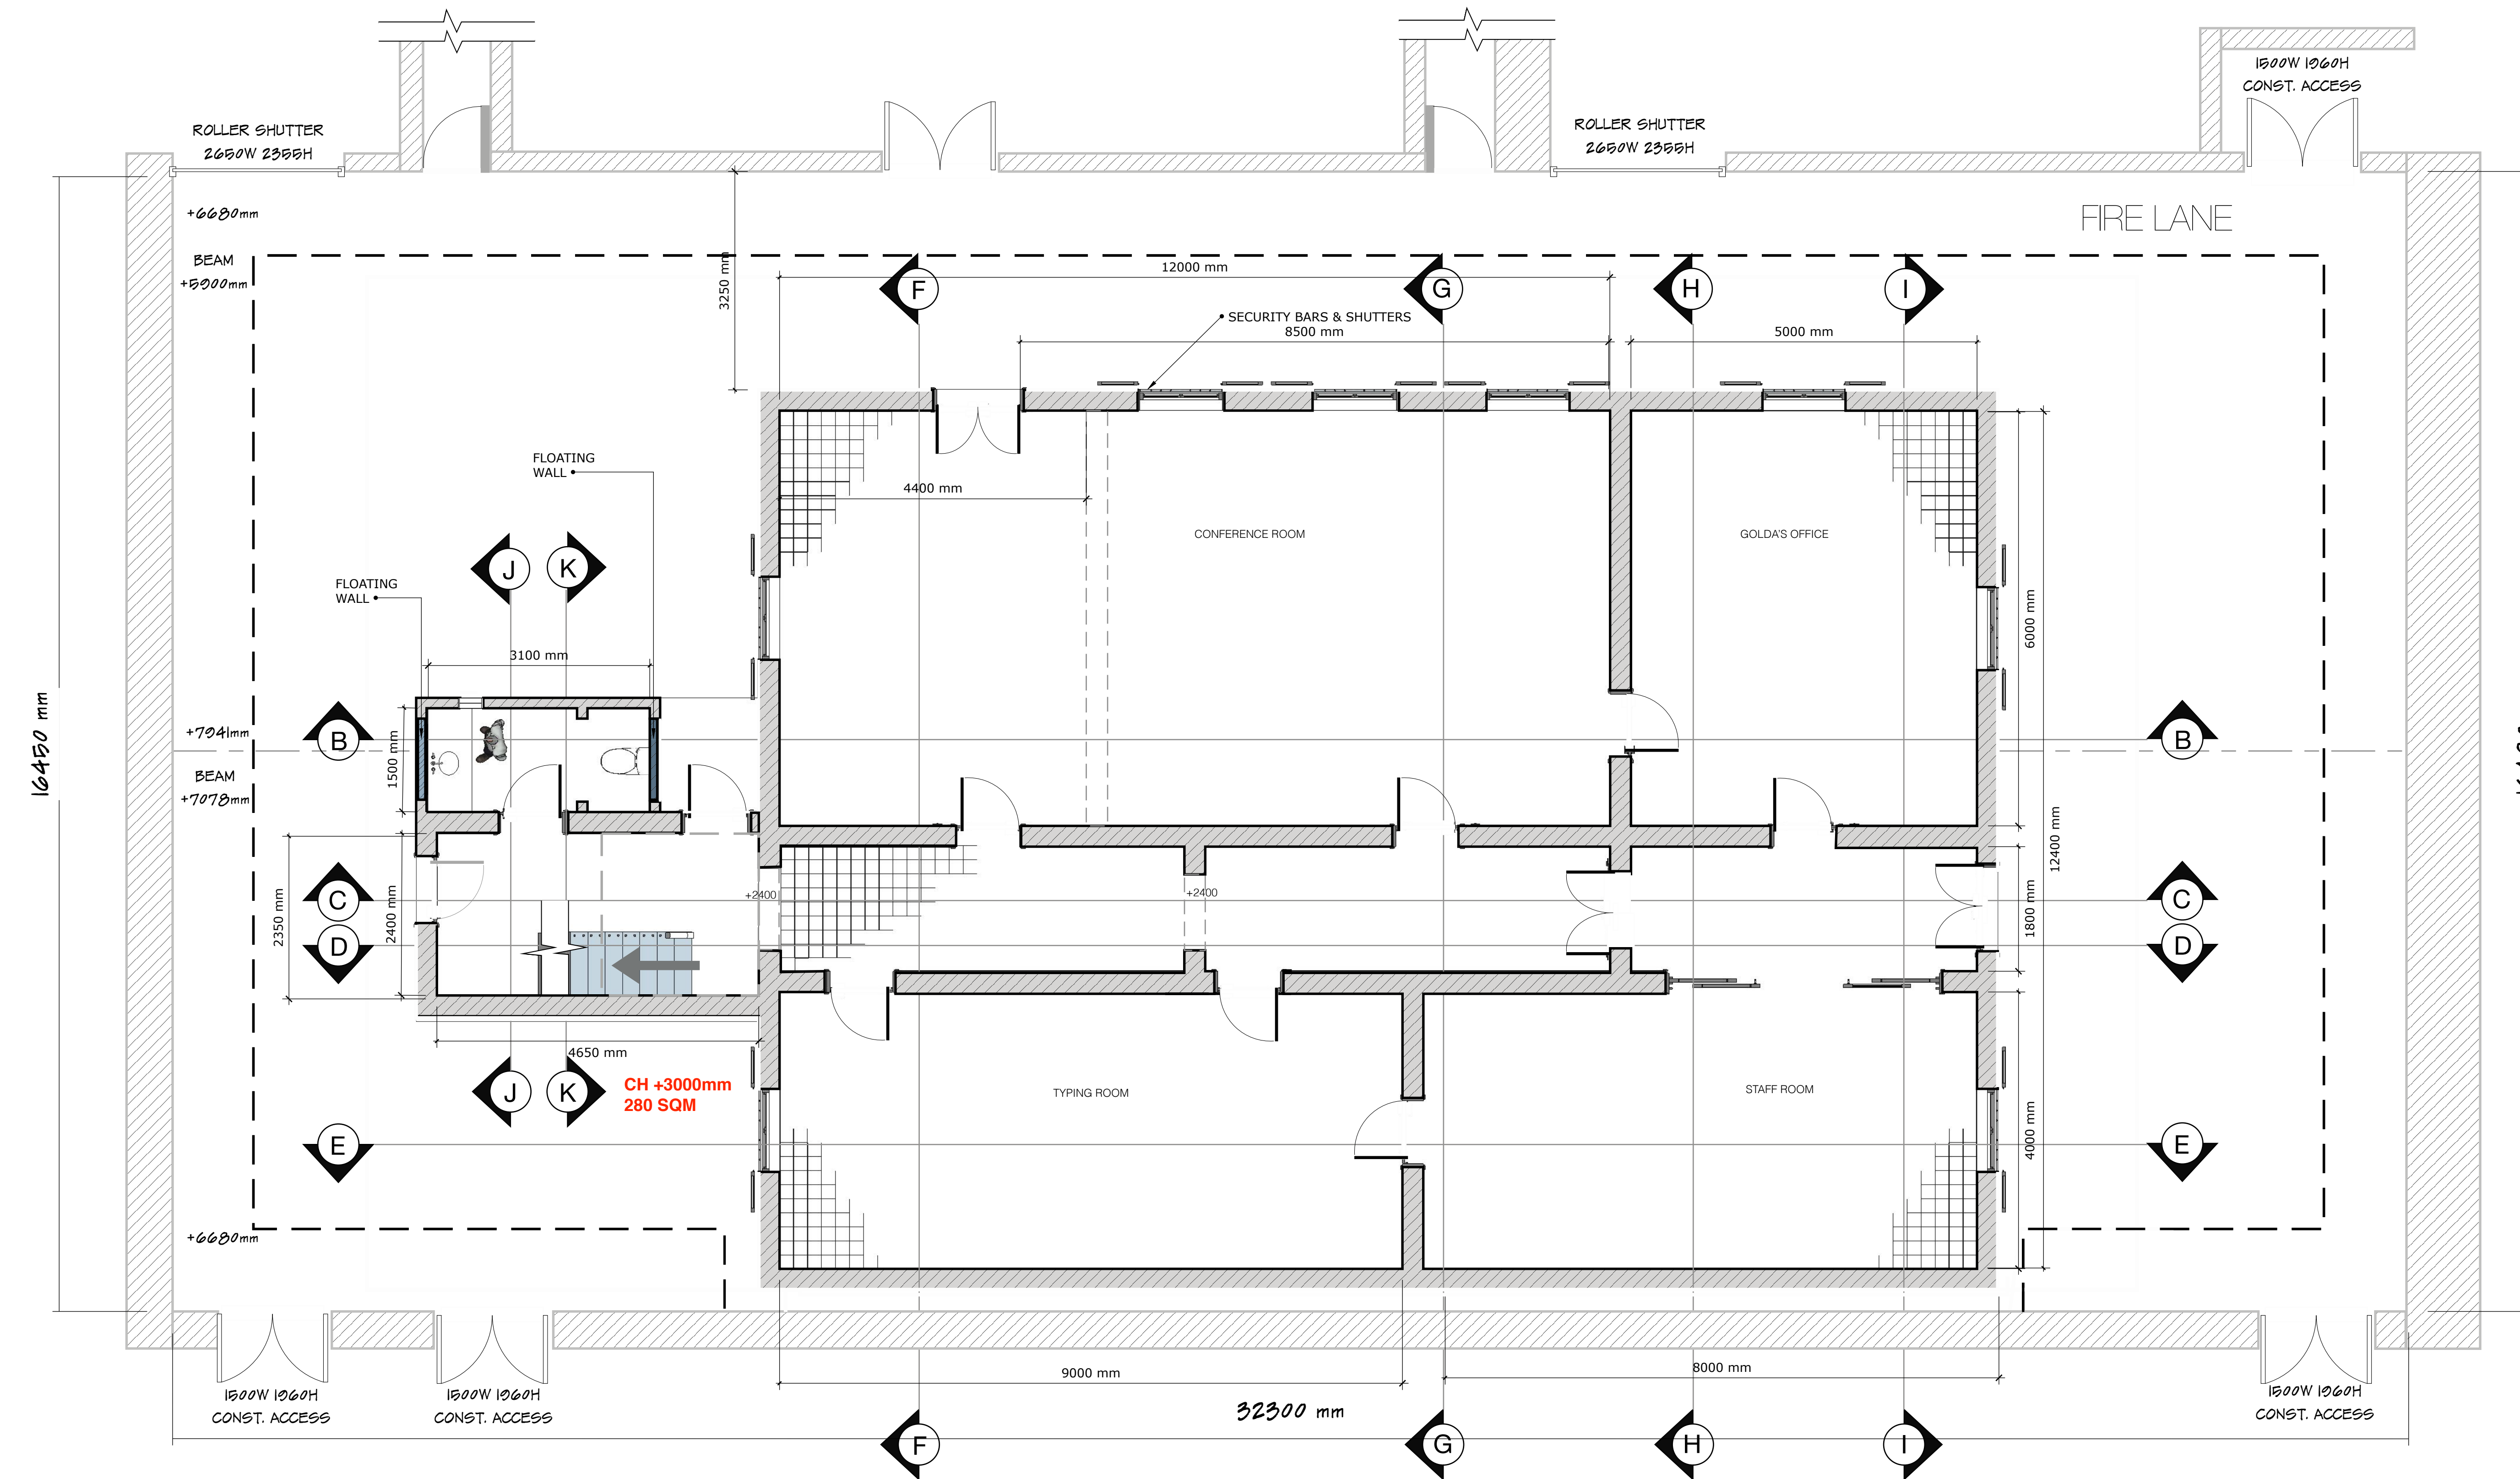 1500W 1960H
CONST. ACCESS
ROLLER SHUTTER
2650W 2355H
ROLLER SHUTTER
2650W 2355H
+6680mm
FIRE LANE
BEAM
+5900mm
3250 mm
12000 mm
F
G
H
I
SECURITY BARS & SHUTTERS
8500 mm
5000 mm
FLOATING
WALL
4400 mm
CONFERENCE ROOM
GOLDA'S OFFICE
J
K
FLOATING
WALL
6000 mm
3100 mm
16450 mm
+7941mm
B
B
1500 mm
BEAM
+7078mm
12400 mm
C
C
2350 mm
2400 mm
+2400
+2400
1800 mm
D
D
4650 mm
J
K
CH +3000mm
280 SQM
TYPING ROOM
STAFF ROOM
4000 mm
E
E
+6680mm
9000 mm
8000 mm
1500W 1960H
CONST. ACCESS
1500W 1960H
CONST. ACCESS
1500W 1960H
CONST. ACCESS
32300 mm
F
G
H
I